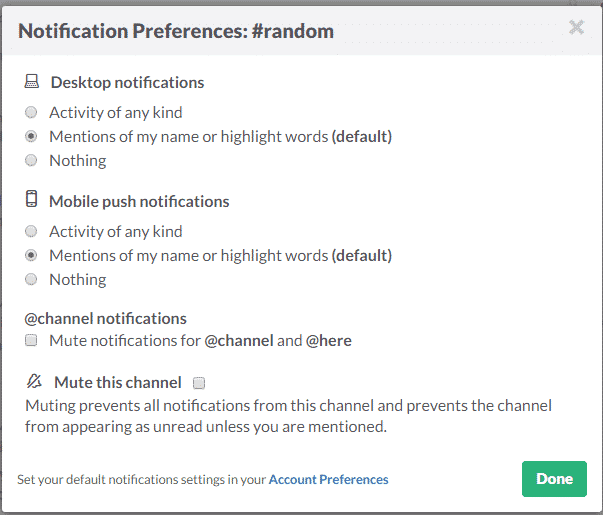 Notification Preferences: #random
Desktop notifications
Activity of any kind
Mentions of my name or highlight words (default)
Nothing
Mobile push notifications
Activity of any kind
Mentions of my name or highlight words (default)
Nothing
@channel notifications
Mute notifications for @channel and @here
Mute this channel
Muting prevents all notifications from this channel and prevents the channel
from appearing as unread unless you are mentioned.
Set your default notifications settings in your Account Preferences
Done